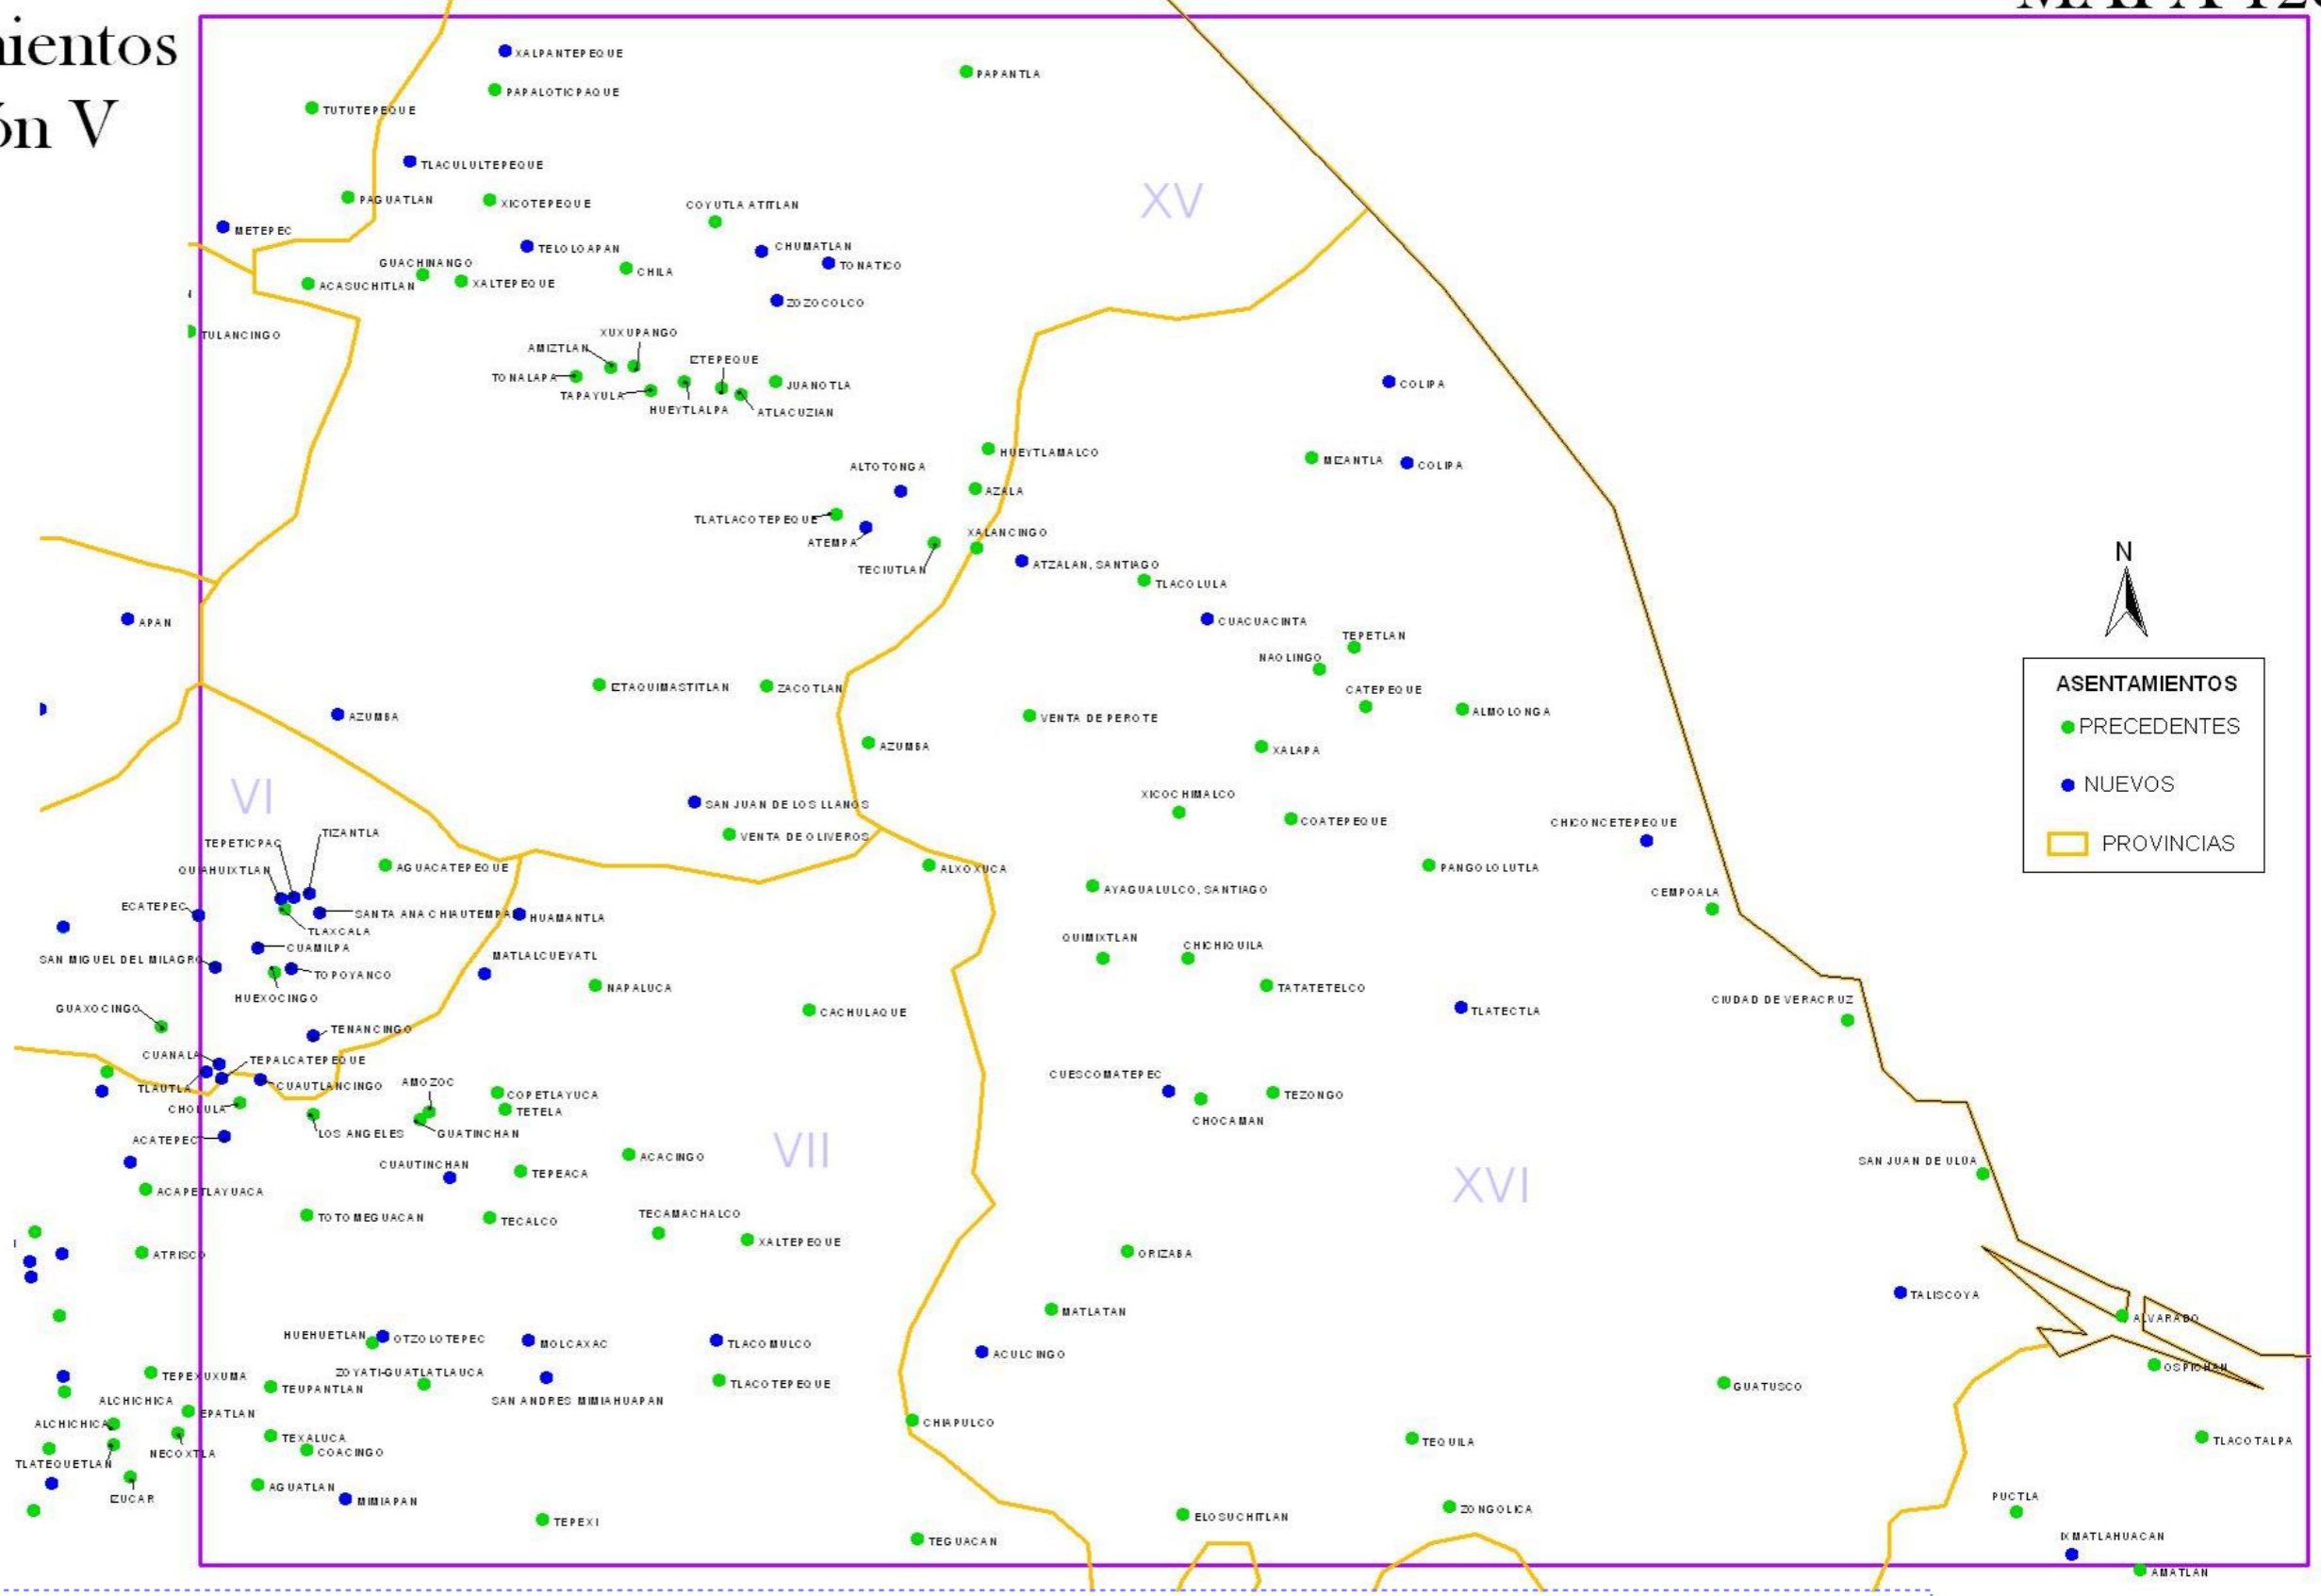 mientos
ón V
XALPANTEPEQUE
PAPANTLA
PAPALOTICPAQUE
TUTUTEPEQUE
TLACULULTEPEQUE
PAGUATLAN
XICOTEPEQUE
COYUTLA ATITLAN
XV
METEPEC
TELOLOAPAN
CHUMATLAN
TONATICO
GUACHINANGO
CHILA
ACASUCHITLAN
XALTEPEQUE
ZOZOCOLCO
TULANCINGO
XUXUPANGO
AMIZTLAN
IZTEPEQUE
TONALAPA
JUANOTLA
TAPAYULA
HUEYTLALPA
ATLACUZIAN
COLIPA
HUEYTLAMALCO
ALTOTONGA
MIZANTLA
COLIPA
AZALA
TLATLACOTEPEQUE
ATEMPA
XALANCINGO
TECIUTLAN
ATZALAN, SANTIAGO
TLACOLULA
N
APAN
CUACUACINTA
TEPETLAN
NAOLINGO
IZTAQUIMASTITLAN
ZACOTLAN
CATEPEQUE
ALMOLONGA
AZUMBA
VENTA DE PEROTE
AZUMBA
XALAPA
ASENTAMIENTOS
PRECEDENTES
NUEVOS
PROVINCIAS
VI
SAN JUAN DE LOS LLANOS
XICOCHIMALCO
COATEPEQUE
CHICONCETEPEQUE
VENTA DE OLIVEROS
TIZANTLA
TEPETICPAC
QUIAHUIXTLAN
AGUACATEPEQUE
ALXOXUCA
PANGOLOLUTLA
AYAGUALULCO, SANTIAGO
CEMPOALA
ECATEPEC
SANTA ANA CHIAUTEMPA
HUAMANTLA
TLAXCALA
CUAMILPA
QUIMIXTLAN
CHICHIQUILA
SAN MIGUEL DEL MILAGRO
MATLALCUEYATL
TOPOYANCO
NAPALUCA
TATATETELCO
HUEXOCINGO
GUAXOCINGO
CACHULAQUE
TLATECTLA
CIUDAD DE VERACRUZ
TENANCINGO
CUANALA
TEPALCATEPEQUE
TLAUTLA
CUAUTLANCINGO
AMOZOC
COPETLAYUCA
CUESCOMATEPEC
TEZONGO
CHOLULA
TETELA
CHOCAMAN
LOS ANGELES
GUATINCHAN
ACATEPEC
VII
ACACINGO
CUAUTINCHAN
TEPEACA
SAN JUAN DE ULÚA
XVI
ACAPETLAYUACA
TOTOMEGUACAN
TECALCO
TECAMACHALCO
XALTEPEQUE
ATRISCO
ORIZABA
TALISCOYA
MATLATAN
ALVARADO
HUEHUETLAN
OTZOLOTEPEC
MOLCAXAC
TLACOMULCO
ACULCINGO
OSPICHAN
TEPEXUXUMA
ZOYATI-GUATLATLAUCA
TEUPANTLAN
SAN ANDRES MIMIAHUAPAN
TLACOTEPEQUE
GUATUSCO
ALCHICHICA
EPATLAN
ALCHICHICA
CHIAPULCO
TEXALUCA
COACINGO
NECOXTLA
TEQUILA
TLACOTALPA
TLATEQUETLAN
AGUATLAN
MIMIAPAN
IZUCAR
PUCTLA
ZONGOLICA
ELOSUCHITLAN
TEPEXI
TEGUACAN
IXMATLAHUACAN
AMATLAN